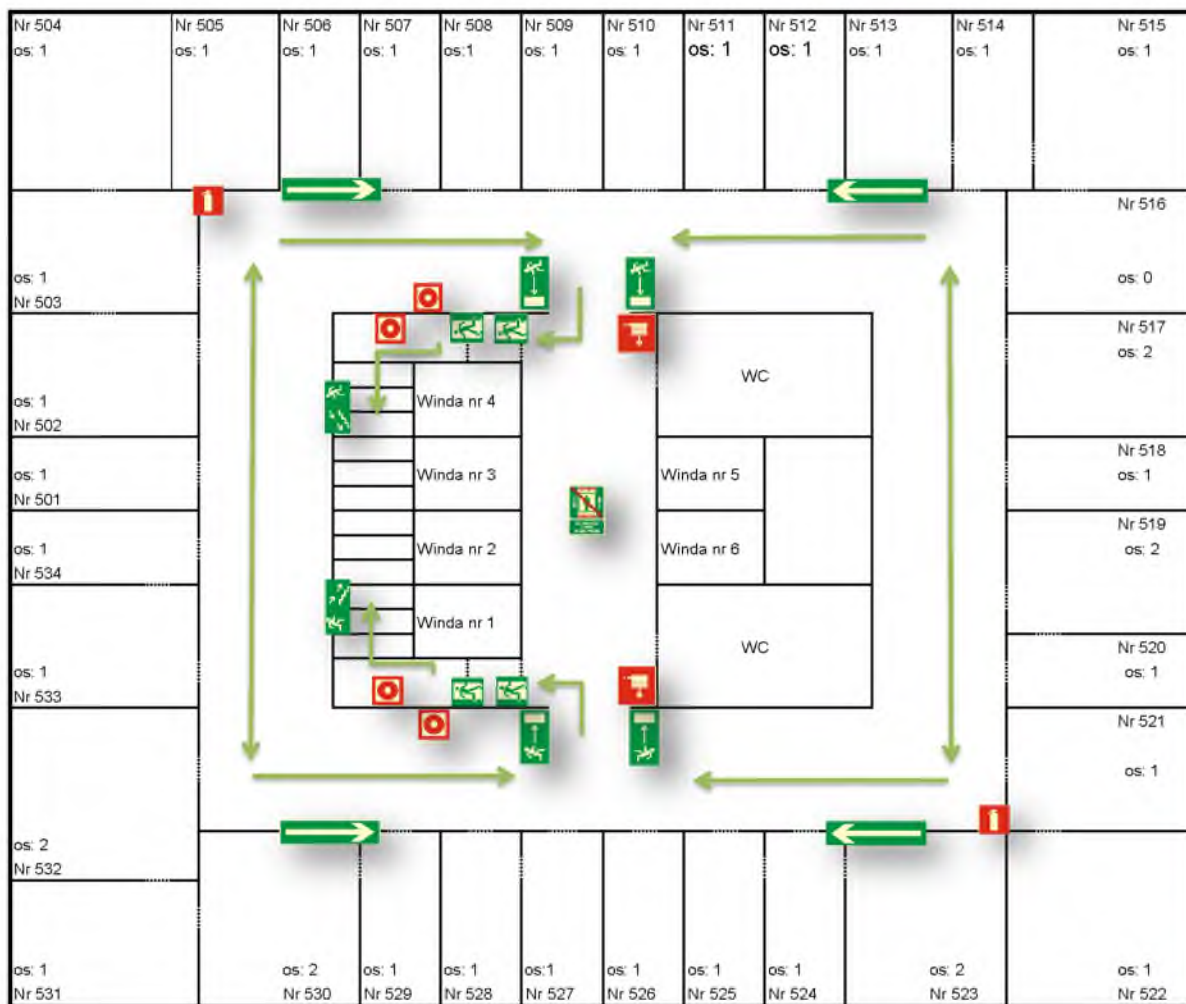 Nr 504
os: 1
Nr 505
os: 1
Nr 506
os: 1
Nr 507
os: 1
Nr 508
os: 1
Nr 509
os: 1
Nr 510
os: 1
Nr 511
os: 1
Nr 512
os: 1
Nr 513
os: 1
Nr 514
os: 1
Nr 515
os: 1
os: 1
Nr 503
Nr 516
os: 0
os: 1
Nr 502
Winda nr 4
WC
Nr 517
os: 2
os: 1
Nr 501
Winda nr 3
Winda nr 5
Nr 518
os: 1
os: 1
Nr 534
Winda nr 2
Winda nr 6
Nr 519
os: 2
os: 1
Nr 533
Winda nr 1
WC
Nr 520
os: 1
Nr 521
os: 1
os: 2
Nr 532
os: 1
Nr 531
os: 2
Nr 530
os: 1
Nr 529
os: 1
Nr 528
os:1
Nr 527
os: 1
Nr 526
os: 1
Nr 525
os: 1
Nr 524
os: 2
Nr 523
os: 1
Nr 522